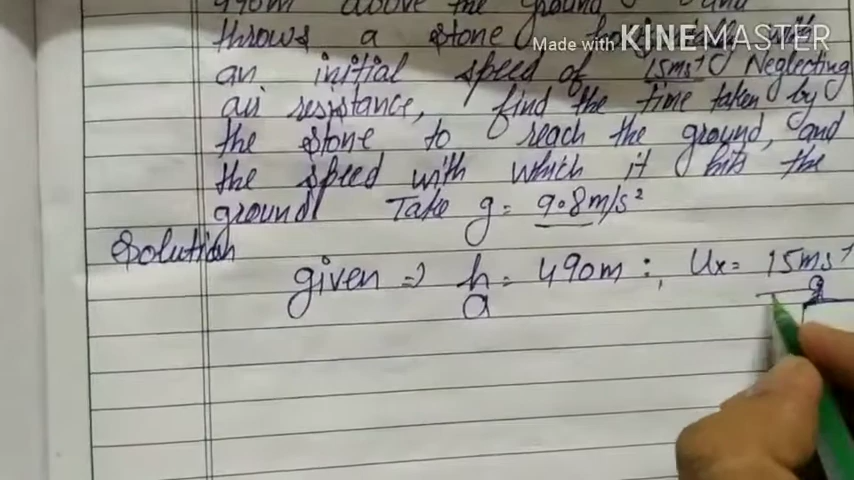 490m above the ground and
throws a stone horizontally with
Made with KINEMASTER
an initial speed of 15ms⁻¹ Neglecting
air resistance, find the time taken by
the stone to reach the ground, and
the speed with which it hits the
ground Take g = 9.8m/s²
Solution
given => h = 490m ; Ux = 15ms⁻¹
a